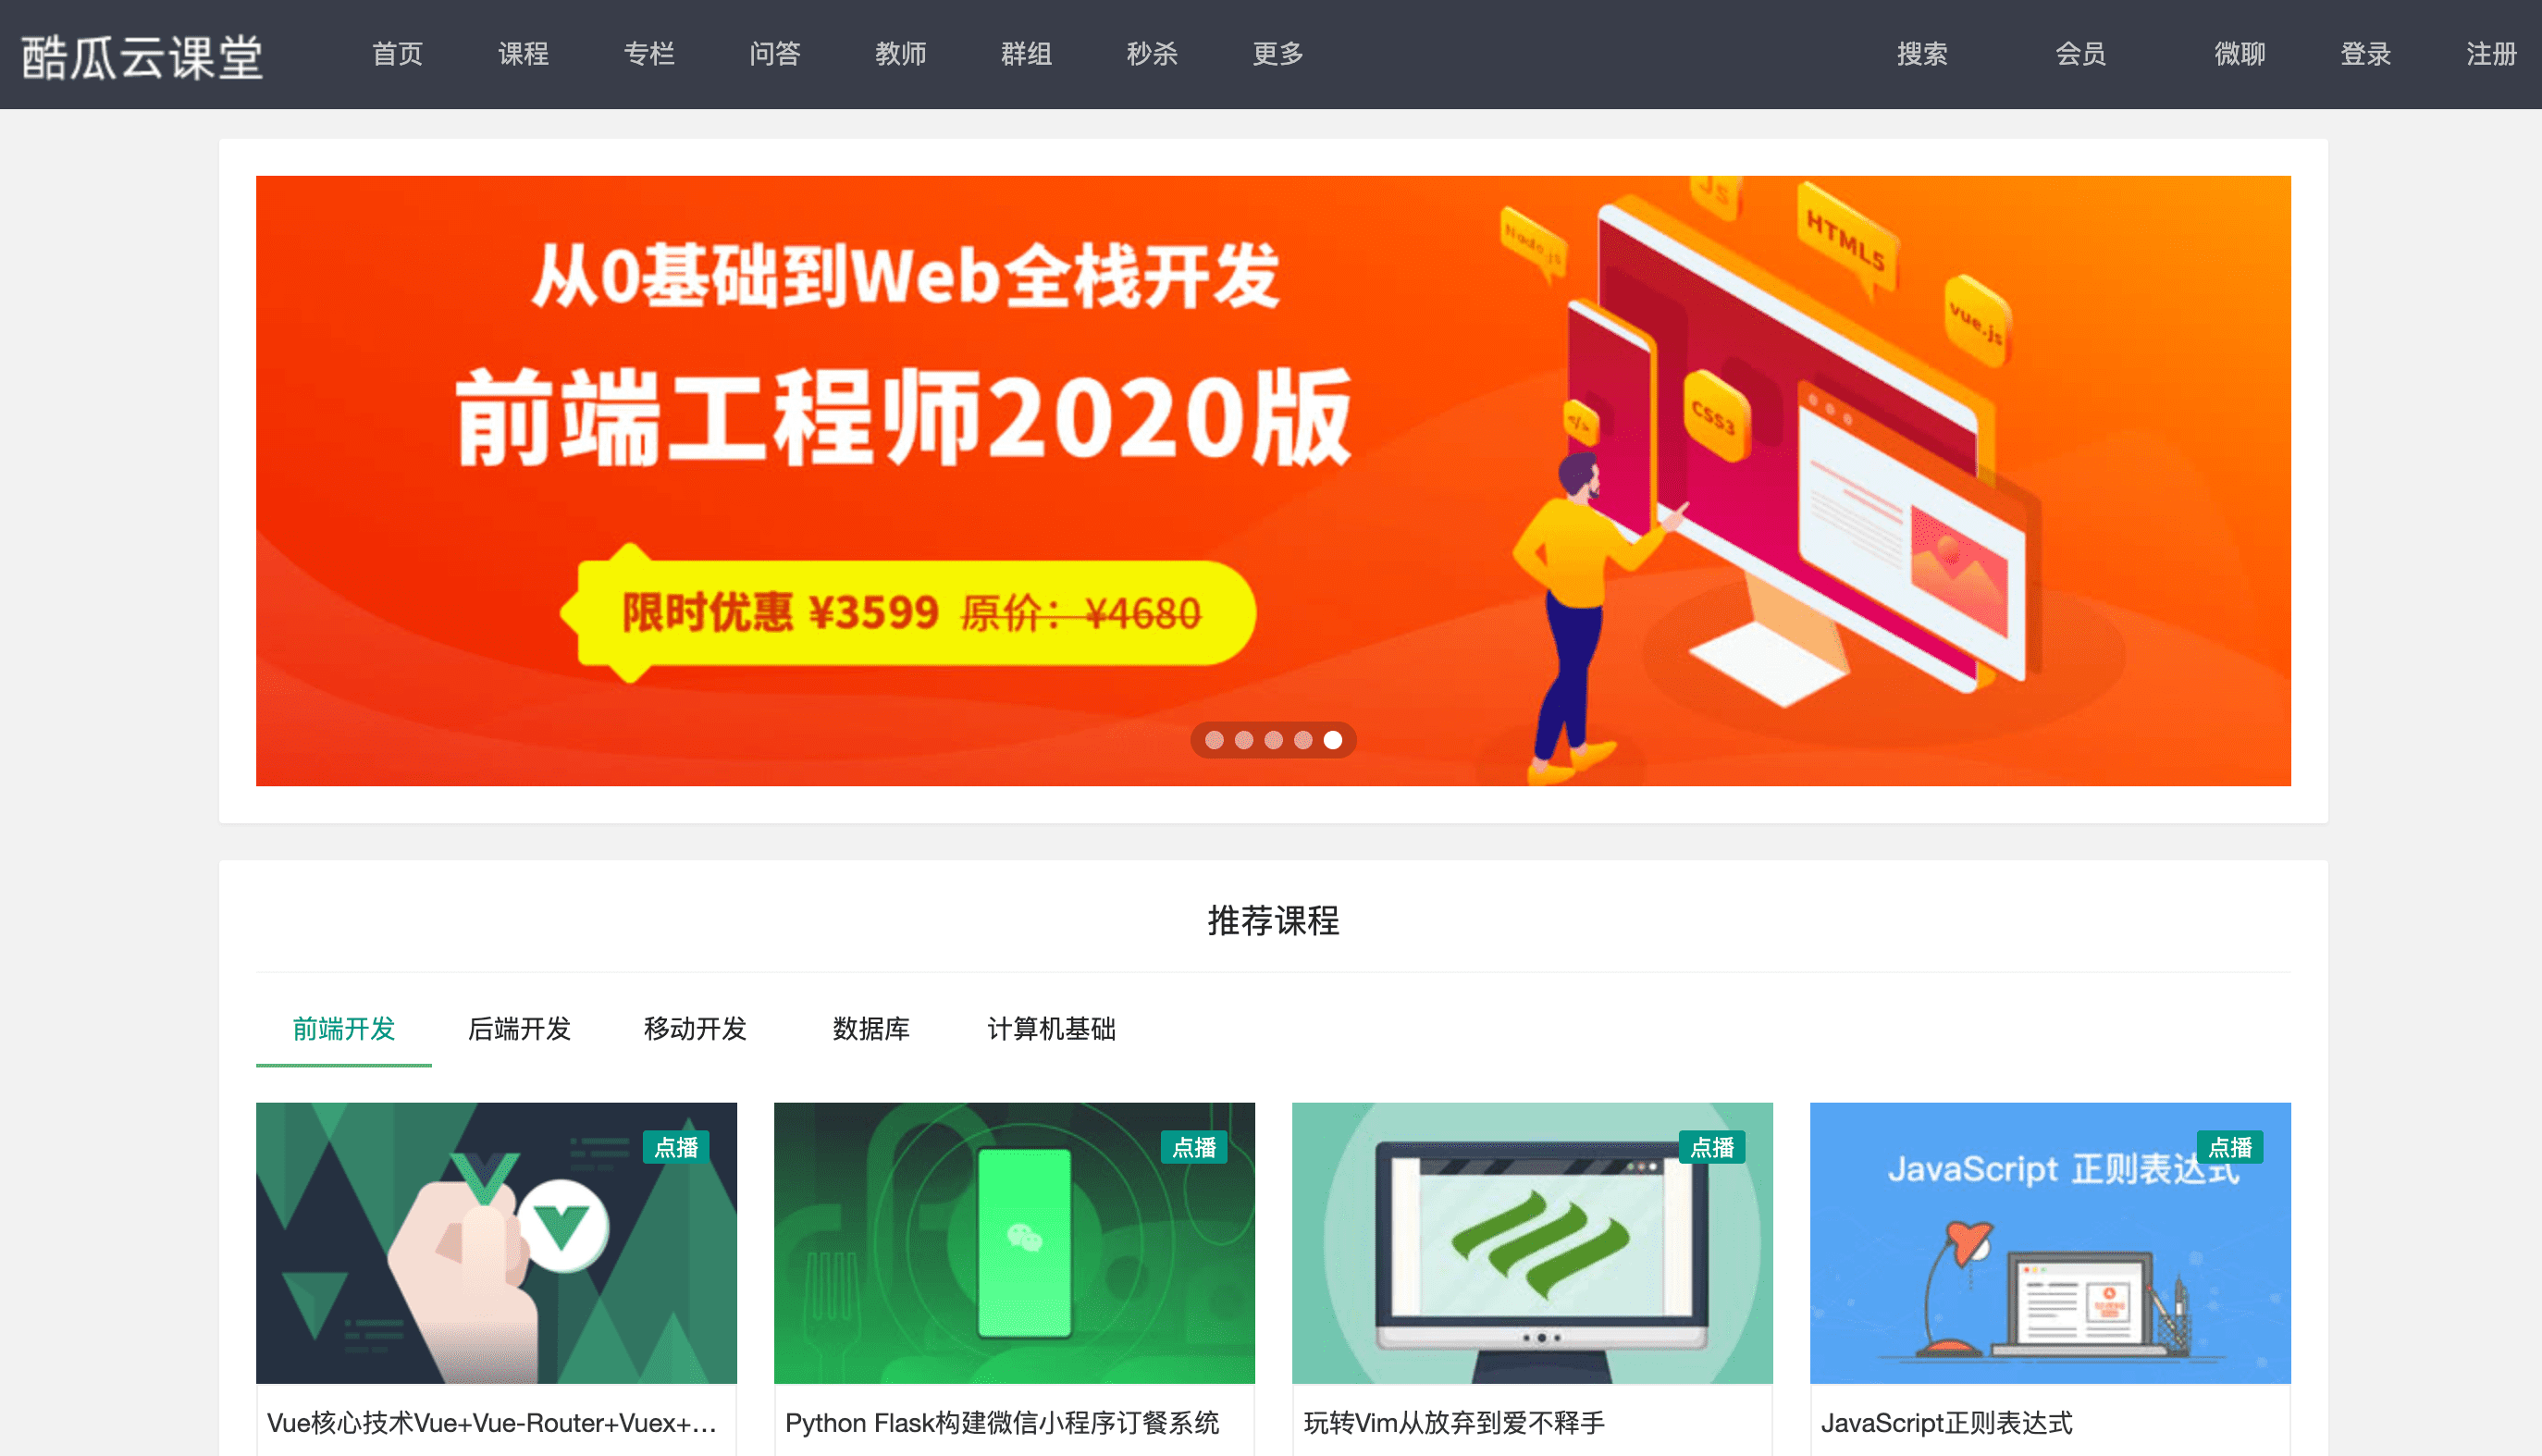 酷瓜云课堂 首页 课程 专栏 问答 教师 群组 秒杀 更多 搜索 会员 微聊 登录 注册
JS
HTML5
Node.js
vue.js
CSS3
</>
从0基础到Web全栈开发
前端工程师2020版
限时优惠 ¥3599 原价：¥4680
推荐课程
前端开发 后端开发 移动开发 数据库 计算机基础
点播 点播 点播 点播
JavaScript 正则表达式
Vue核心技术Vue+Vue-Router+Vuex+... Python Flask构建微信小程序订餐系统 玩转Vim从放弃到爱不释手 JavaScript正则表达式